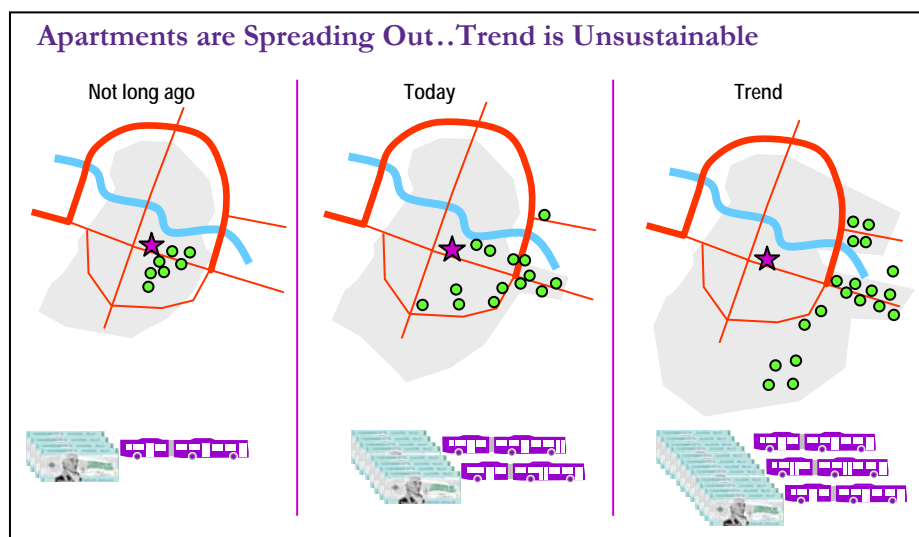 Apartments are Spreading Out…Trend is Unsustainable
Not long ago
Today
Trend